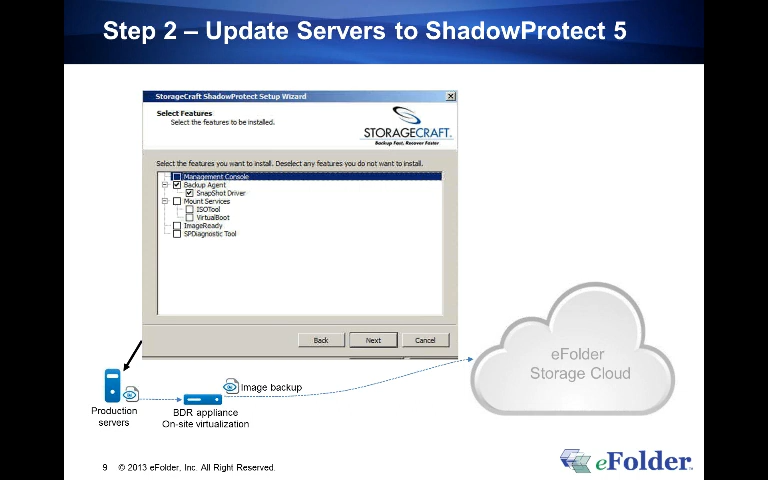 Step 2 – Update Servers to ShadowProtect 5
StorageCraft ShadowProtect Setup Wizard
Select Features
Select the features to be installed.
STORAGECRAFT.
Backup Fast, Recover Faster
Select the features you want to install. Deselect any features you do not want to install.
Management Console
Backup Agent
SnapShot Driver
Mount Services
ISOTool
VirtualBoot
ImageReady
SPDiagnostic Tool
Back Next Cancel
eFolder
Storage Cloud
Image backup
Production
servers
BDR appliance
On-site virtualization
9 © 2013 eFolder, Inc. All Right Reserved.
eFolder